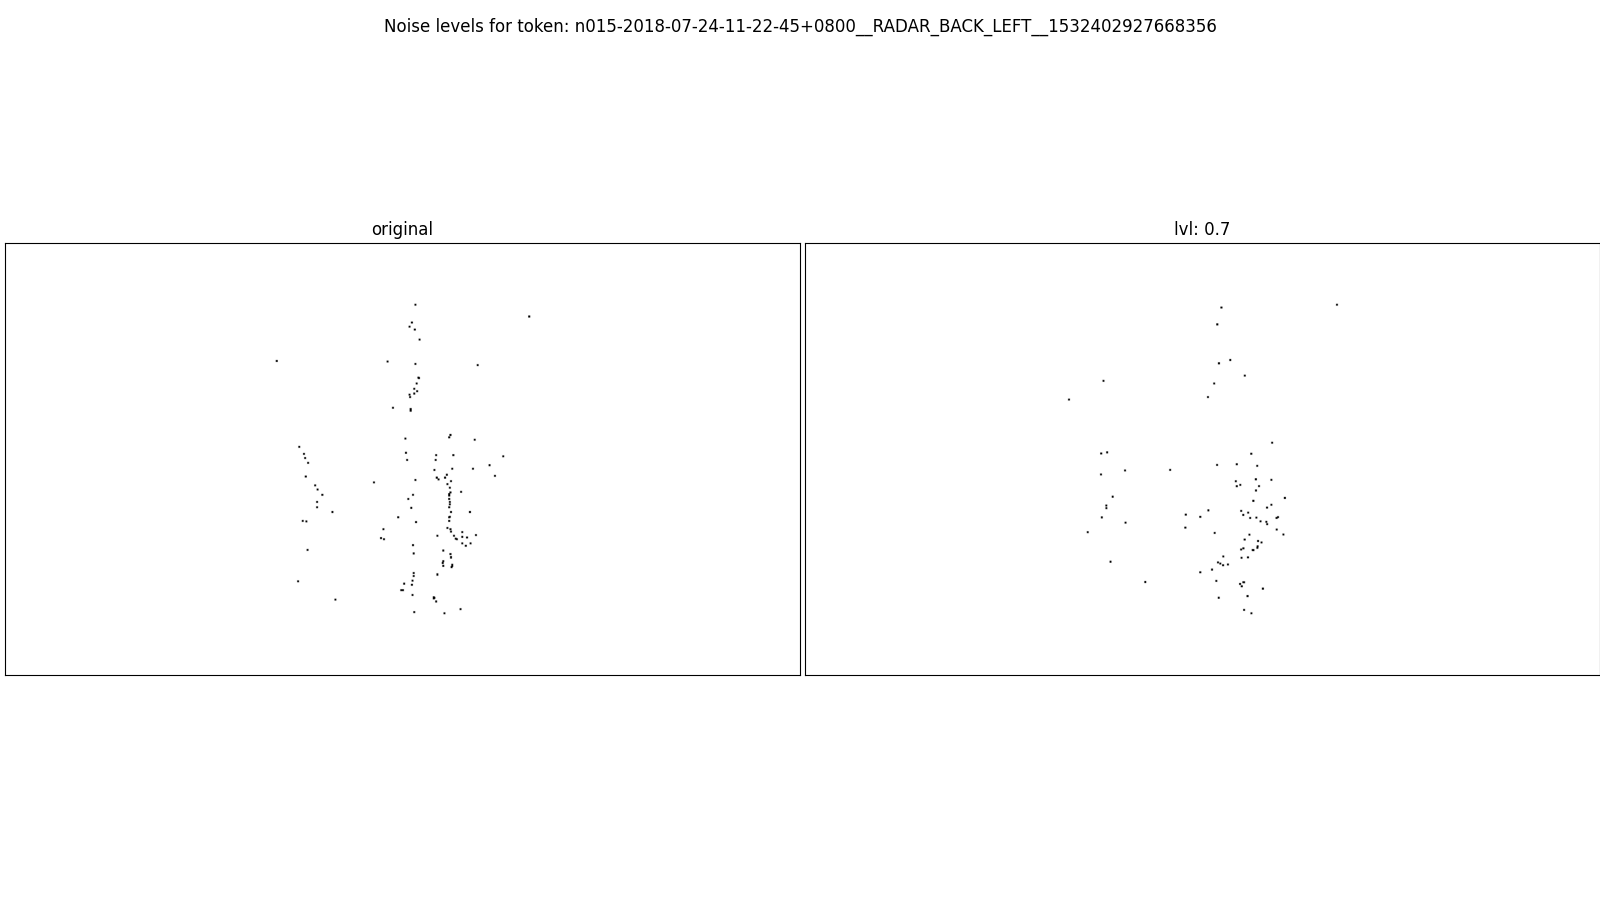 Noise levels for token: n015-2018-07-24-11-22-45+0800__RADAR_BACK_LEFT__1532402927668356
original
lvl: 0.7